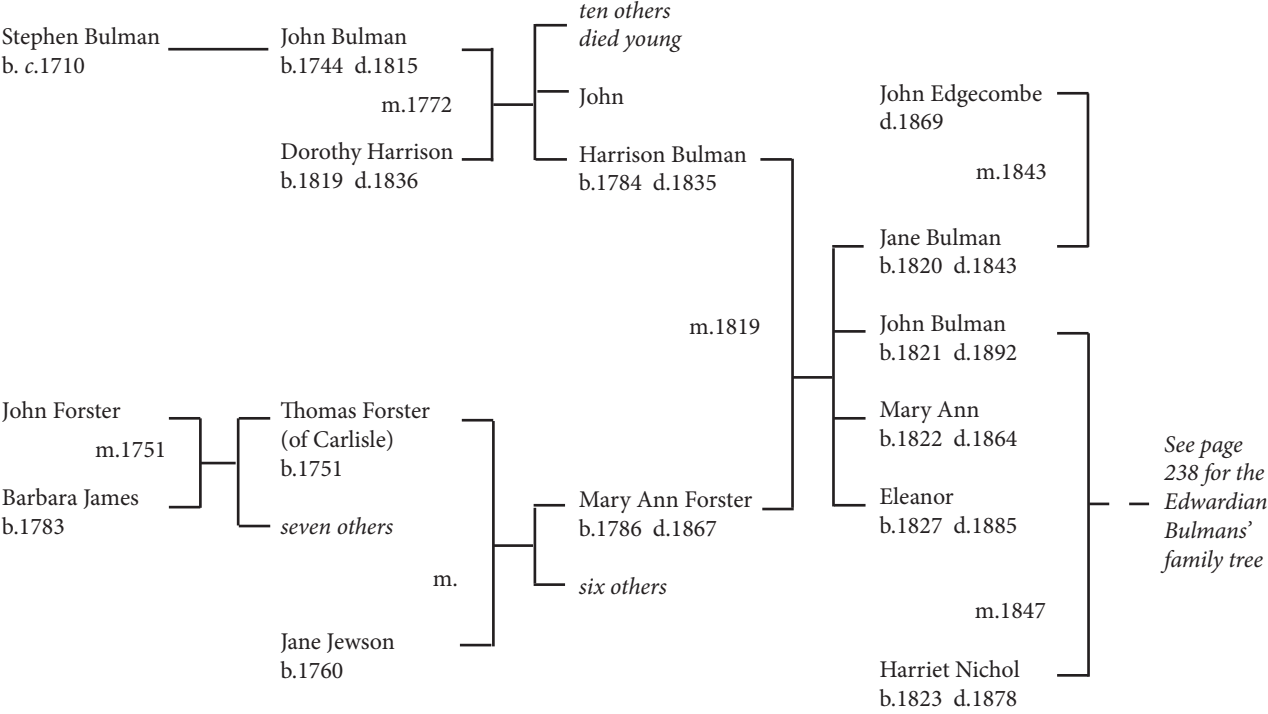 Stephen Bulman
b. c.1710
John Bulman
b.1744 d.1815
m.1772
Dorothy Harrison
b.1819 d.1836
ten others
died young
John
Harrison Bulman
b.1784 d.1835
John Forster
m.1751
Barbara James
b.1783
Thomas Forster
(of Carlisle)
b.1751
seven others
m.
Jane Jewson
b.1760
Mary Ann Forster
b.1786 d.1867
six others
m.1819
John Edgecombe
d.1869
m.1843
Jane Bulman
b.1820 d.1843
John Bulman
b.1821 d.1892
Mary Ann
b.1822 d.1864
Eleanor
b.1827 d.1885
m.1847
Harriet Nichol
b.1823 d.1878
See page
238 for the
Edwardian
Bulmans’
family tree